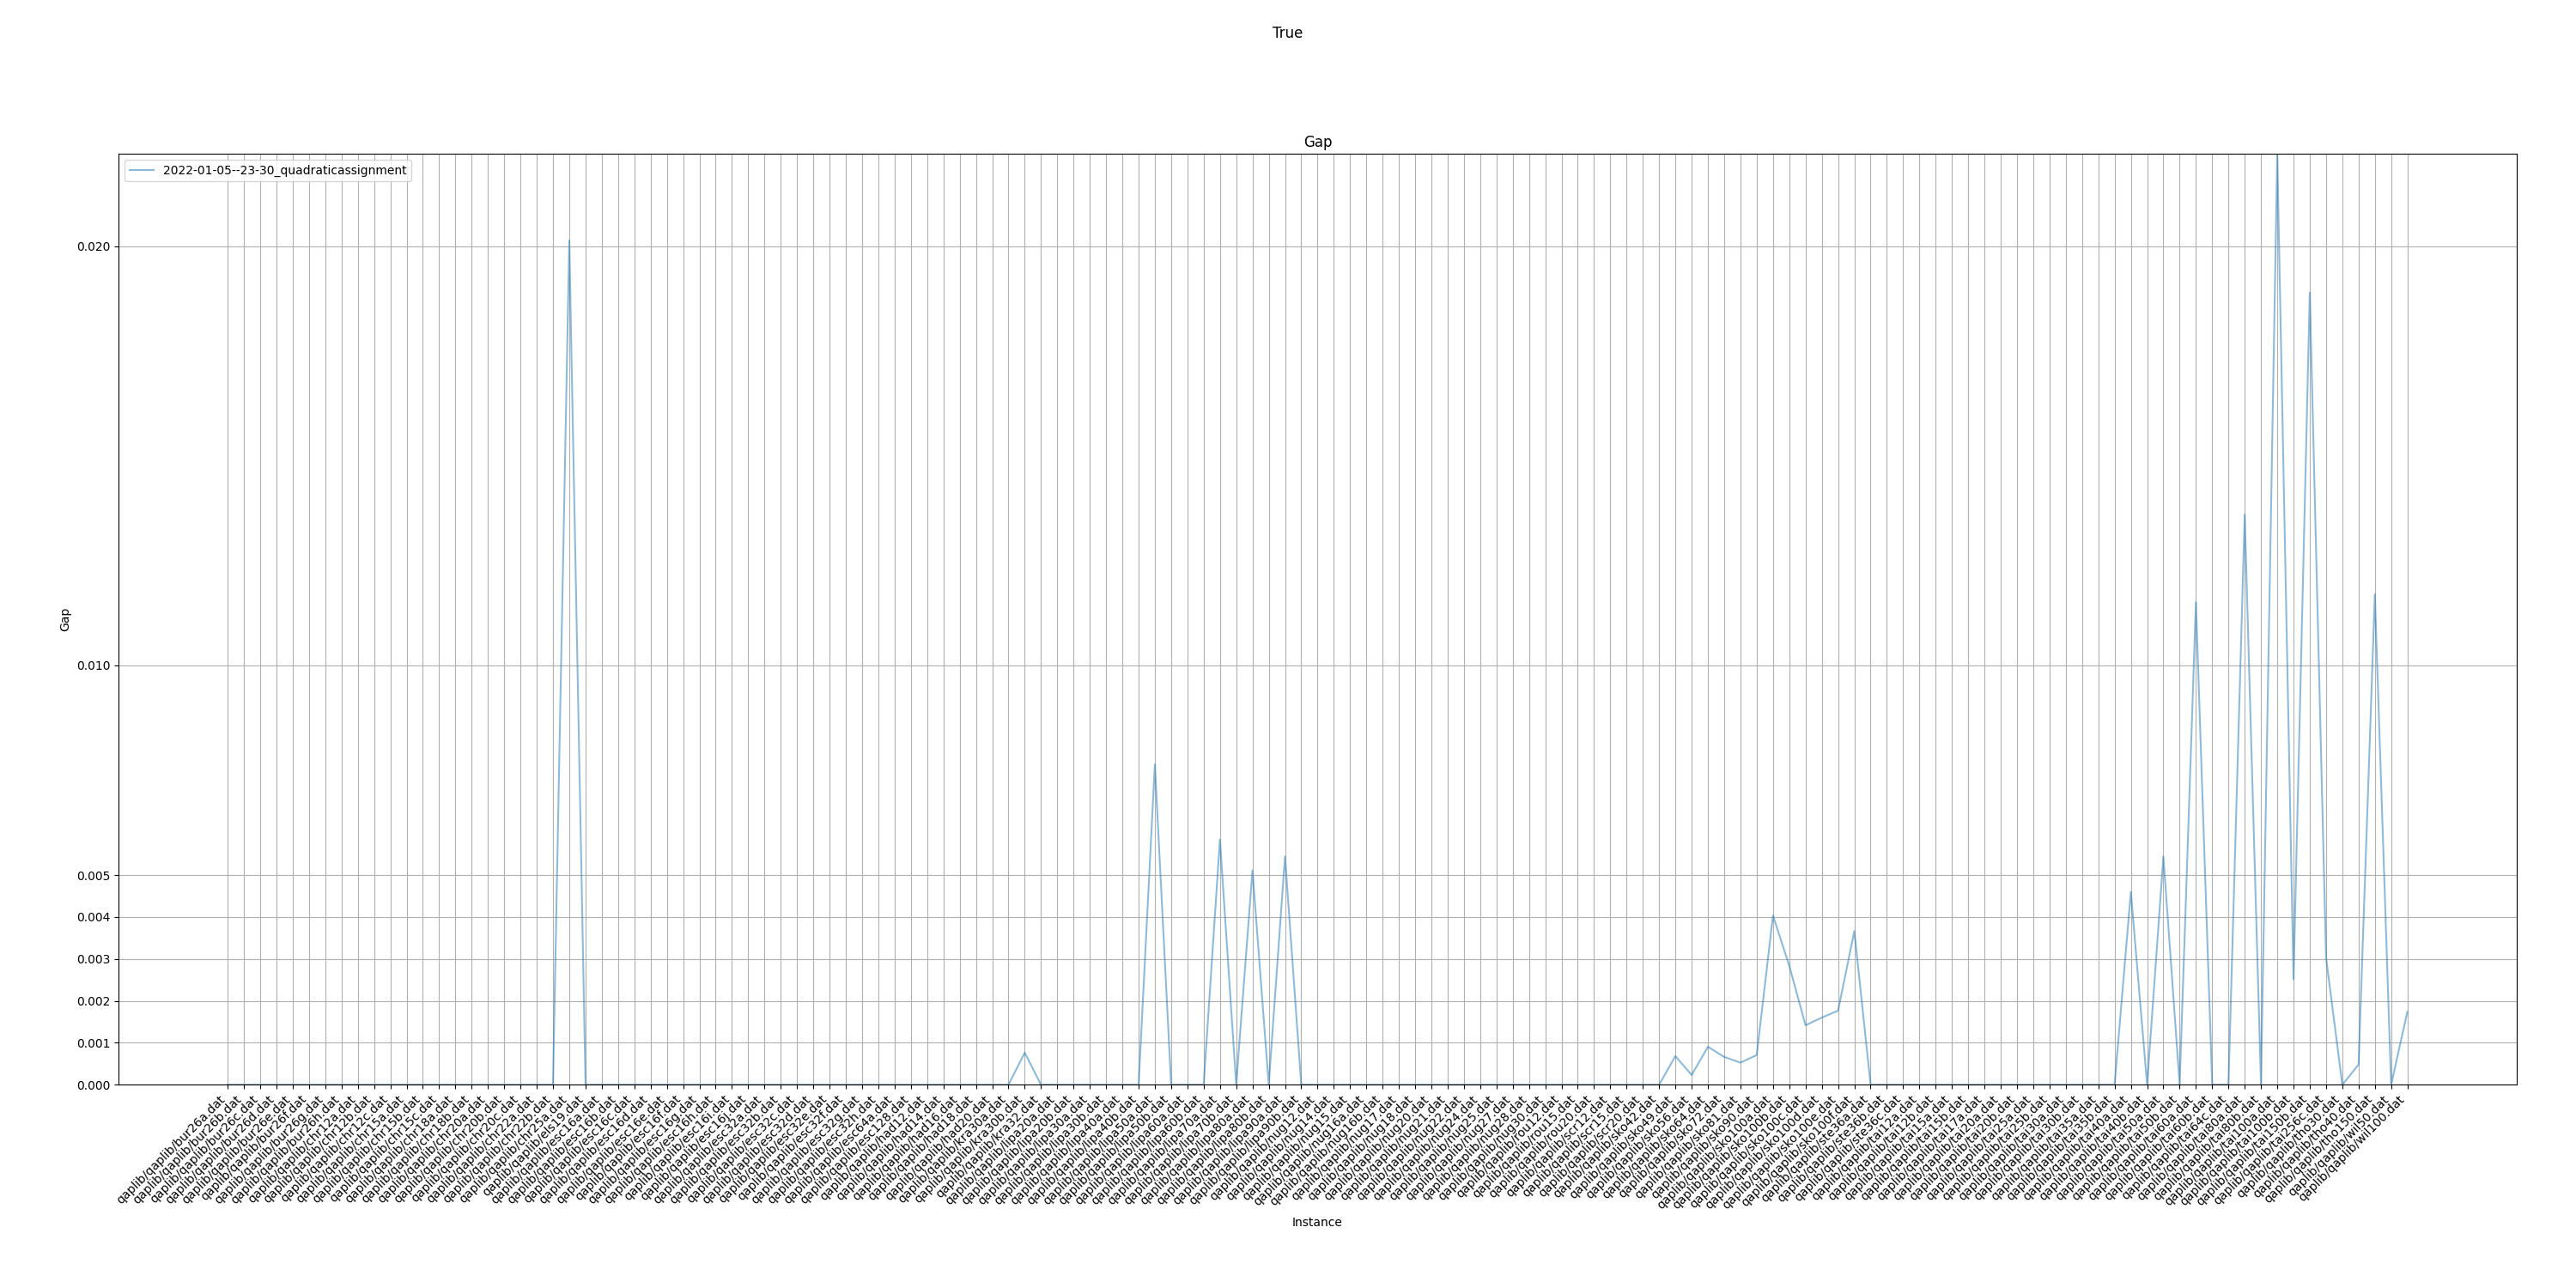 True
Gap
2022-01-05--23-30_quadraticassignment
Gap
0.020
0.010
0.005
0.004
0.003
0.002
0.001
0.000
qaplib/qaplib/bur26a.dat
qaplib/qaplib/bur26b.dat
qaplib/qaplib/bur26c.dat
qaplib/qaplib/bur26d.dat
qaplib/qaplib/bur26e.dat
qaplib/qaplib/bur26f.dat
qaplib/qaplib/bur26g.dat
qaplib/qaplib/bur26h.dat
qaplib/qaplib/chr12a.dat
qaplib/qaplib/chr12b.dat
qaplib/qaplib/chr12c.dat
qaplib/qaplib/chr15a.dat
qaplib/qaplib/chr15b.dat
qaplib/qaplib/chr15c.dat
qaplib/qaplib/chr18a.dat
qaplib/qaplib/chr18b.dat
qaplib/qaplib/chr20a.dat
qaplib/qaplib/chr20b.dat
qaplib/qaplib/chr20c.dat
qaplib/qaplib/chr22a.dat
qaplib/qaplib/chr22b.dat
qaplib/qaplib/chr25a.dat
qaplib/qaplib/els19.dat
qaplib/qaplib/esc16a.dat
qaplib/qaplib/esc16b.dat
qaplib/qaplib/esc16c.dat
qaplib/qaplib/esc16d.dat
qaplib/qaplib/esc16e.dat
qaplib/qaplib/esc16f.dat
qaplib/qaplib/esc16g.dat
qaplib/qaplib/esc16h.dat
qaplib/qaplib/esc16i.dat
qaplib/qaplib/esc16j.dat
qaplib/qaplib/esc32a.dat
qaplib/qaplib/esc32b.dat
qaplib/qaplib/esc32c.dat
qaplib/qaplib/esc32d.dat
qaplib/qaplib/esc32e.dat
qaplib/qaplib/esc32f.dat
qaplib/qaplib/esc32g.dat
qaplib/qaplib/esc32h.dat
qaplib/qaplib/esc64a.dat
qaplib/qaplib/esc128.dat
qaplib/qaplib/had12.dat
qaplib/qaplib/had14.dat
qaplib/qaplib/had16.dat
qaplib/qaplib/had18.dat
qaplib/qaplib/had20.dat
qaplib/qaplib/kra30a.dat
qaplib/qaplib/kra30b.dat
qaplib/qaplib/kra32.dat
qaplib/qaplib/lipa20a.dat
qaplib/qaplib/lipa20b.dat
qaplib/qaplib/lipa30a.dat
qaplib/qaplib/lipa30b.dat
qaplib/qaplib/lipa40a.dat
qaplib/qaplib/lipa40b.dat
qaplib/qaplib/lipa50a.dat
qaplib/qaplib/lipa50b.dat
qaplib/qaplib/lipa60a.dat
qaplib/qaplib/lipa60b.dat
qaplib/qaplib/lipa70a.dat
qaplib/qaplib/lipa70b.dat
qaplib/qaplib/lipa80a.dat
qaplib/qaplib/lipa80b.dat
qaplib/qaplib/lipa90a.dat
qaplib/qaplib/lipa90b.dat
qaplib/qaplib/nug12.dat
qaplib/qaplib/nug14.dat
qaplib/qaplib/nug15.dat
qaplib/qaplib/nug16a.dat
qaplib/qaplib/nug16b.dat
qaplib/qaplib/nug17.dat
qaplib/qaplib/nug18.dat
qaplib/qaplib/nug20.dat
qaplib/qaplib/nug21.dat
qaplib/qaplib/nug22.dat
qaplib/qaplib/nug24.dat
qaplib/qaplib/nug25.dat
qaplib/qaplib/nug27.dat
qaplib/qaplib/nug28.dat
qaplib/qaplib/nug30.dat
qaplib/qaplib/rou12.dat
qaplib/qaplib/rou15.dat
qaplib/qaplib/rou20.dat
qaplib/qaplib/scr12.dat
qaplib/qaplib/scr15.dat
qaplib/qaplib/scr20.dat
qaplib/qaplib/sko42.dat
qaplib/qaplib/sko49.dat
qaplib/qaplib/sko56.dat
qaplib/qaplib/sko64.dat
qaplib/qaplib/sko72.dat
qaplib/qaplib/sko81.dat
qaplib/qaplib/sko90.dat
qaplib/qaplib/sko100a.dat
qaplib/qaplib/sko100b.dat
qaplib/qaplib/sko100c.dat
qaplib/qaplib/sko100d.dat
qaplib/qaplib/sko100e.dat
qaplib/qaplib/sko100f.dat
qaplib/qaplib/ste36a.dat
qaplib/qaplib/ste36b.dat
qaplib/qaplib/ste36c.dat
qaplib/qaplib/tai12a.dat
qaplib/qaplib/tai12b.dat
qaplib/qaplib/tai15a.dat
qaplib/qaplib/tai15b.dat
qaplib/qaplib/tai17a.dat
qaplib/qaplib/tai20a.dat
qaplib/qaplib/tai20b.dat
qaplib/qaplib/tai25a.dat
qaplib/qaplib/tai25b.dat
qaplib/qaplib/tai30a.dat
qaplib/qaplib/tai30b.dat
qaplib/qaplib/tai35a.dat
qaplib/qaplib/tai35b.dat
qaplib/qaplib/tai40a.dat
qaplib/qaplib/tai40b.dat
qaplib/qaplib/tai50a.dat
qaplib/qaplib/tai50b.dat
qaplib/qaplib/tai60a.dat
qaplib/qaplib/tai60b.dat
qaplib/qaplib/tai64c.dat
qaplib/qaplib/tai80a.dat
qaplib/qaplib/tai80b.dat
qaplib/qaplib/tai100a.dat
qaplib/qaplib/tai100b.dat
qaplib/qaplib/tai150b.dat
qaplib/qaplib/tai256c.dat
qaplib/qaplib/tho30.dat
qaplib/qaplib/tho40.dat
qaplib/qaplib/tho150.dat
qaplib/qaplib/wil50.dat
qaplib/qaplib/wil100.dat
Instance